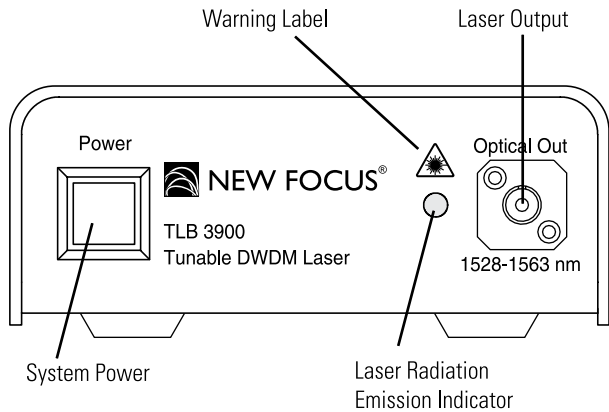 Warning Label
Laser Output
Power
Optical Out
NEW FOCUS®
TLB 3900
Tunable DWDM Laser
1528-1563 nm
System Power
Laser Radiation
Emission Indicator